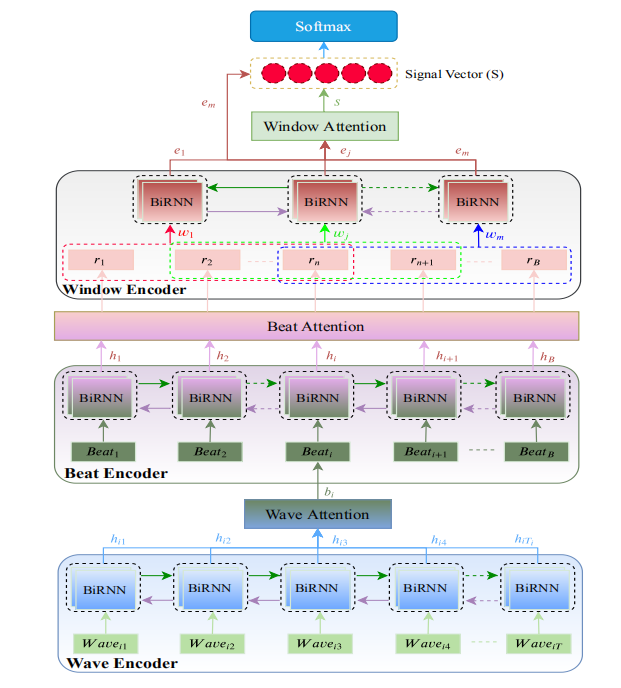 Softmax
Signal Vector (S)
e_m S
Window Attention
e_1 e_j e_m
BiRNN BiRNN BiRNN
w_1 w_j w_m
r_1 r_2 r_n r_{n+1} r_B
Window Encoder
Beat Attention
h_1 h_2 h_i h_{i+1} h_B
BiRNN BiRNN BiRNN BiRNN BiRNN
Beat_1 Beat_2 Beat_i Beat_{i+1} Beat_B
Beat Encoder
b_i
Wave Attention
h_{i1} h_{i2} h_{i3} h_{i4} h_{iT_i}
BiRNN BiRNN BiRNN BiRNN BiRNN
Wave_{i1} Wave_{i2} Wave_{i3} Wave_{i4} Wave_{iT}
Wave Encoder